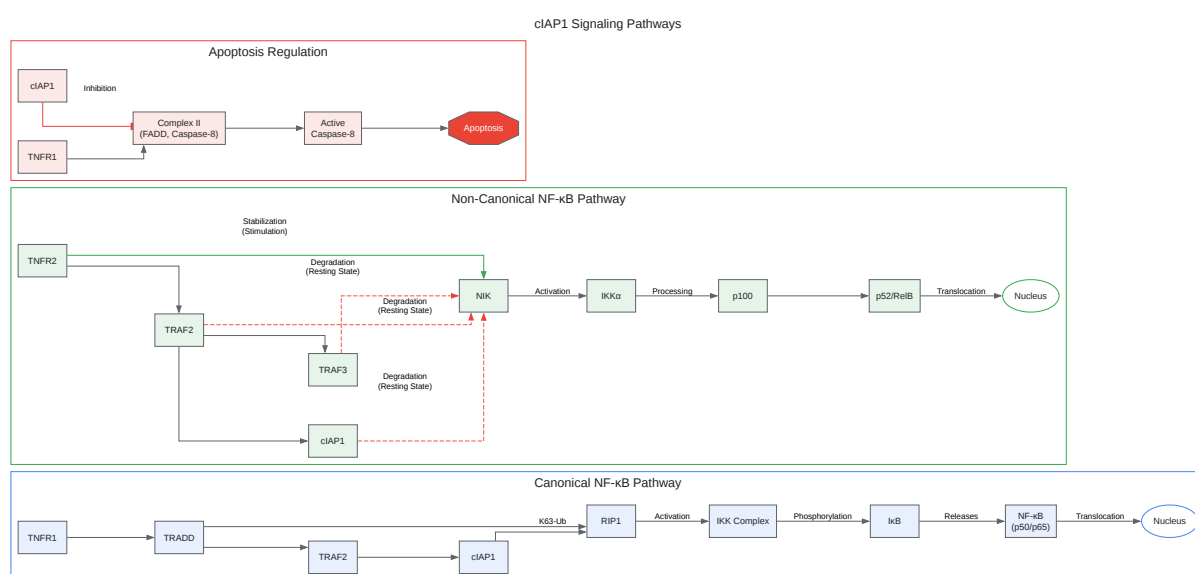 cIAP1 Signaling Pathways
Apoptosis Regulation
cIAP1
Inhibition
Complex II
(FADD, Caspase-8)
Active
Caspase-8
Apoptosis
TNFR1
Non-Canonical NF-κB Pathway
Stabilization
(Stimulation)
TNFR2
Degradation
(Resting State)
NIK
Activation
IKKα
Processing
p100
p52/RelB
Translocation
Nucleus
Degradation
(Resting State)
TRAF2
TRAF3
Degradation
(Resting State)
cIAP1
Canonical NF-κB Pathway
TNFR1
TRADD
K63-Ub
RIP1
Activation
IKK Complex
Phosphorylation
IκB
Releases
NF-κB
(p50/p65)
Translocation
Nucleus
TRAF2
cIAP1